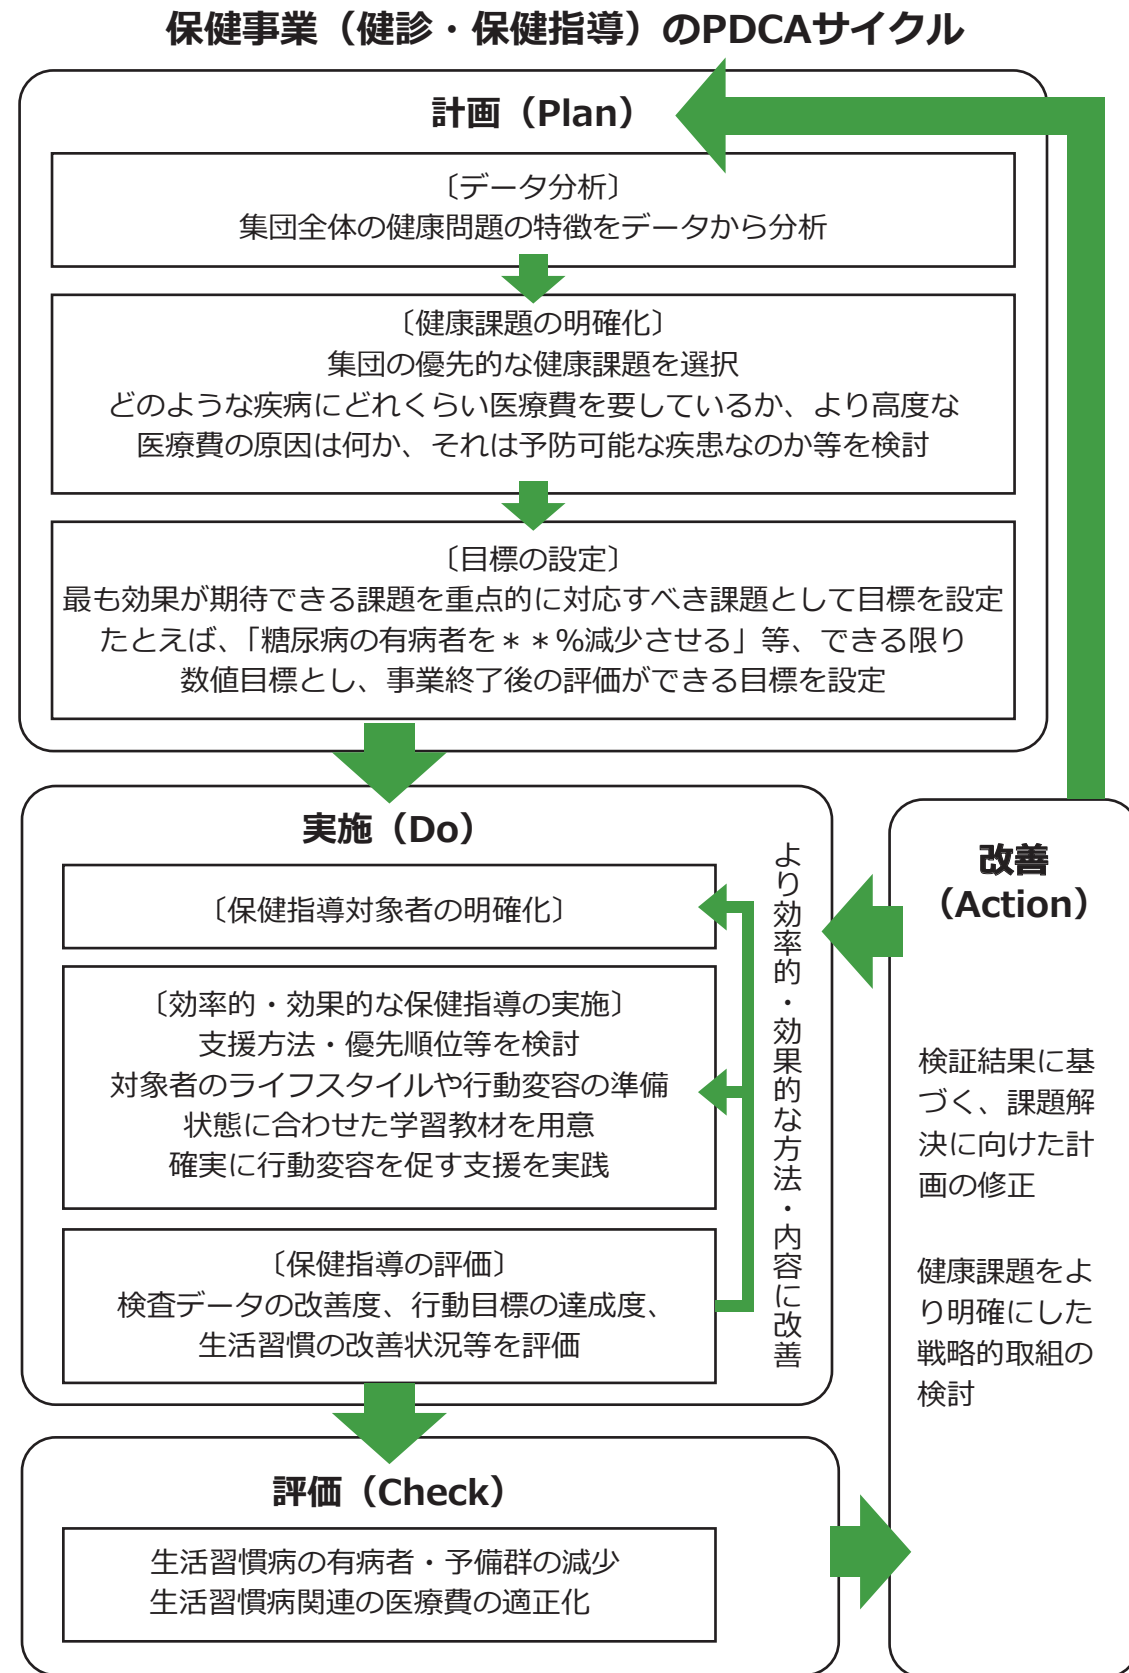 保健事業（健診・保健指導）のPDCAサイクル
計画（Plan）
〔データ分析〕
集団全体の健康問題の特徴をデータから分析
〔健康課題の明確化〕
集団の優先的な健康課題を選択
どのような疾病にどれくらい医療費を要しているか、より高度な
医療費の原因は何か、それは予防可能な疾患なのか等を検討
〔目標の設定〕
最も効果が期待できる課題を重点的に対応すべき課題として目標を設定
たとえば、「糖尿病の有病者を＊＊%減少させる」等、できる限り
数値目標とし、事業終了後の評価ができる目標を設定
実施（Do）
〔保健指導対象者の明確化〕
〔効率的・効果的な保健指導の実施〕
支援方法・優先順位等を検討
対象者のライフスタイルや行動変容の準備
状態に合わせた学習教材を用意
確実に行動変容を促す支援を実践
〔保健指導の評価〕
検査データの改善度、行動目標の達成度、
生活習慣の改善状況等を評価
より効率的・効果的な方法・内容に改善
評価（Check）
生活習慣病の有病者・予備群の減少
生活習慣病関連の医療費の適正化
改善
（Action）
検証結果に基
づく、課題解
決に向けた計
画の修正
健康課題をよ
り明確にした
戦略的取組の
検討